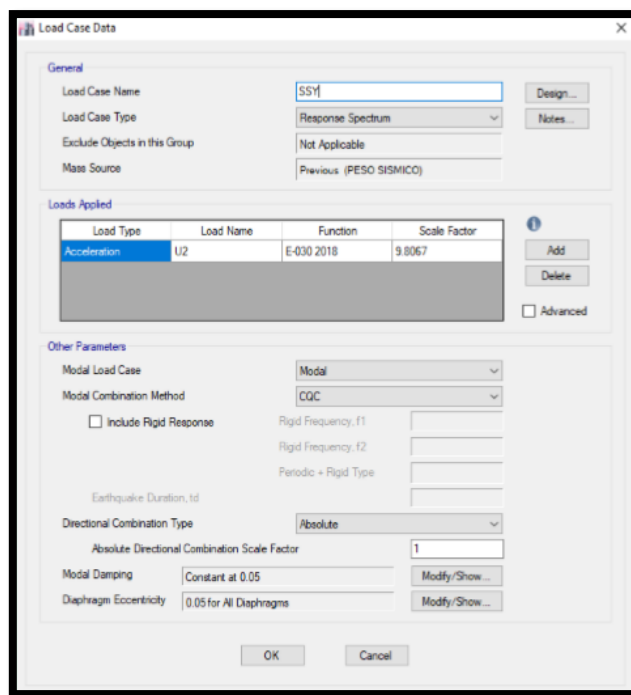 Load Case Data
General
Load Case Name SSY Design...
Load Case Type Response Spectrum Notes...
Exclude Objects in this Group Not Applicable
Mass Source Previous (PESO SISMICO)
Loads Applied
Load Type Load Name Function Scale Factor
Acceleration U2 E-030 2018 9.8067
Add
Delete
Advanced
Other Parameters
Modal Load Case Modal
Modal Combination Method CQC
Include Rigid Response Rigid Frequency, f1
Rigid Frequency, f2
Periodic + Rigid Type
Earthquake Duration, td
Directional Combination Type Absolute
Absolute Directional Combination Scale Factor 1
Modal Damping Constant at 0.05 Modify/Show...
Diaphragm Eccentricity 0.05 for All Diaphragms Modify/Show...
OK Cancel